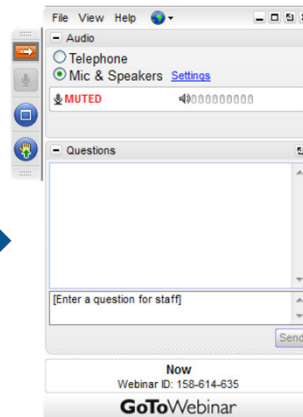 File View Help
Audio
Telephone
Mic & Speakers Settings
MUTED 000000000
Questions
[Enter a question for staff]
Send
Now
Webinar ID: 158-614-635
GoToWebinar